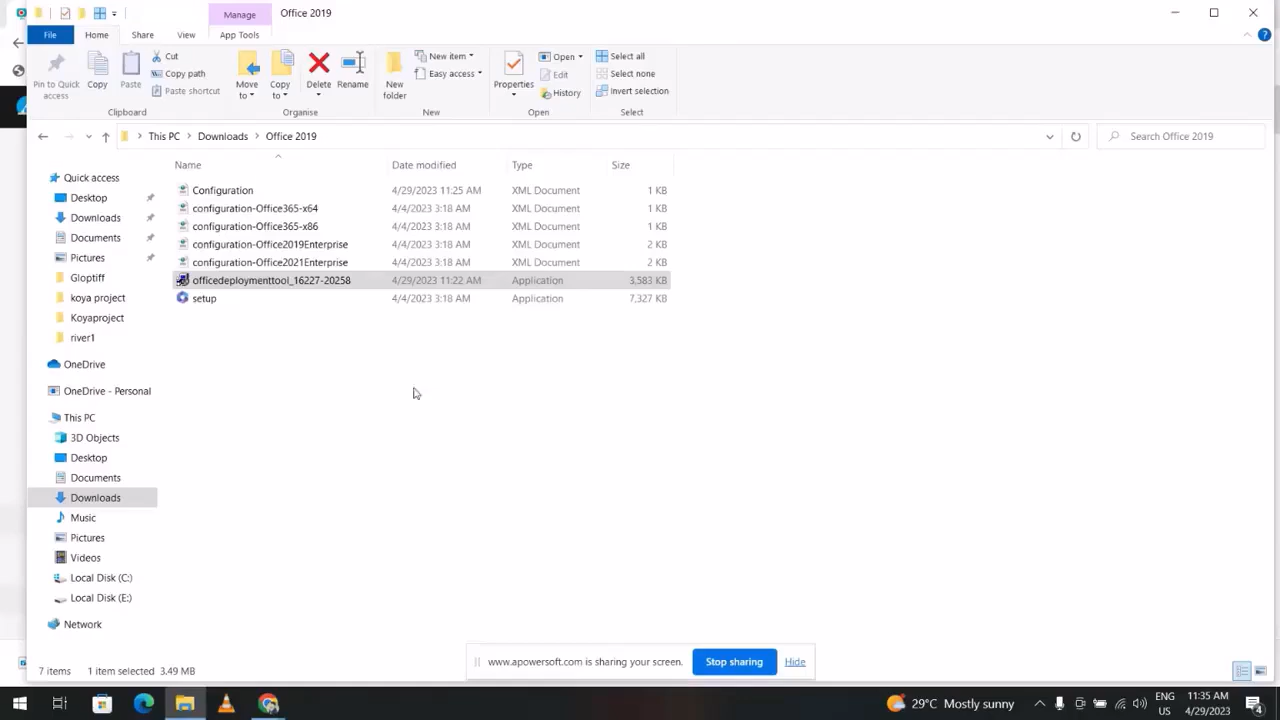 Manage
Office 2019
File
Home
Share
View
App Tools
Pin to Quick access
Copy
Paste
Cut
Copy path
Paste shortcut
Clipboard
Move to
Copy to
Delete
Rename
Organise
New folder
New item
Easy access
New
Properties
Open
Edit
History
Open
Select all
Select none
Invert selection
Select
This PC > Downloads > Office 2019
Search Office 2019
Name Date modified Type Size
Configuration 4/29/2023 11:25 AM XML Document 1 KB
configuration-Office365-x64 4/4/2023 3:18 AM XML Document 1 KB
configuration-Office365-x86 4/4/2023 3:18 AM XML Document 1 KB
configuration-Office2019Enterprise 4/4/2023 3:18 AM XML Document 2 KB
configuration-Office2021Enterprise 4/4/2023 3:18 AM XML Document 2 KB
officedeploymenttool_16227-20258 4/29/2023 11:22 AM Application 3,583 KB
setup 4/4/2023 3:18 AM Application 7,327 KB
Quick access
Desktop
Downloads
Documents
Pictures
Gloptiff
koya project
Koyaproject
river1
OneDrive
OneDrive - Personal
This PC
3D Objects
Desktop
Documents
Downloads
Music
Pictures
Videos
Local Disk (C:)
Local Disk (E:)
Network
7 items 1 item selected 3.49 MB
www.apowersoft.com is sharing your screen.
Stop sharing
Hide
29°C Mostly sunny
ENG
US
11:35 AM
4/29/2023
4